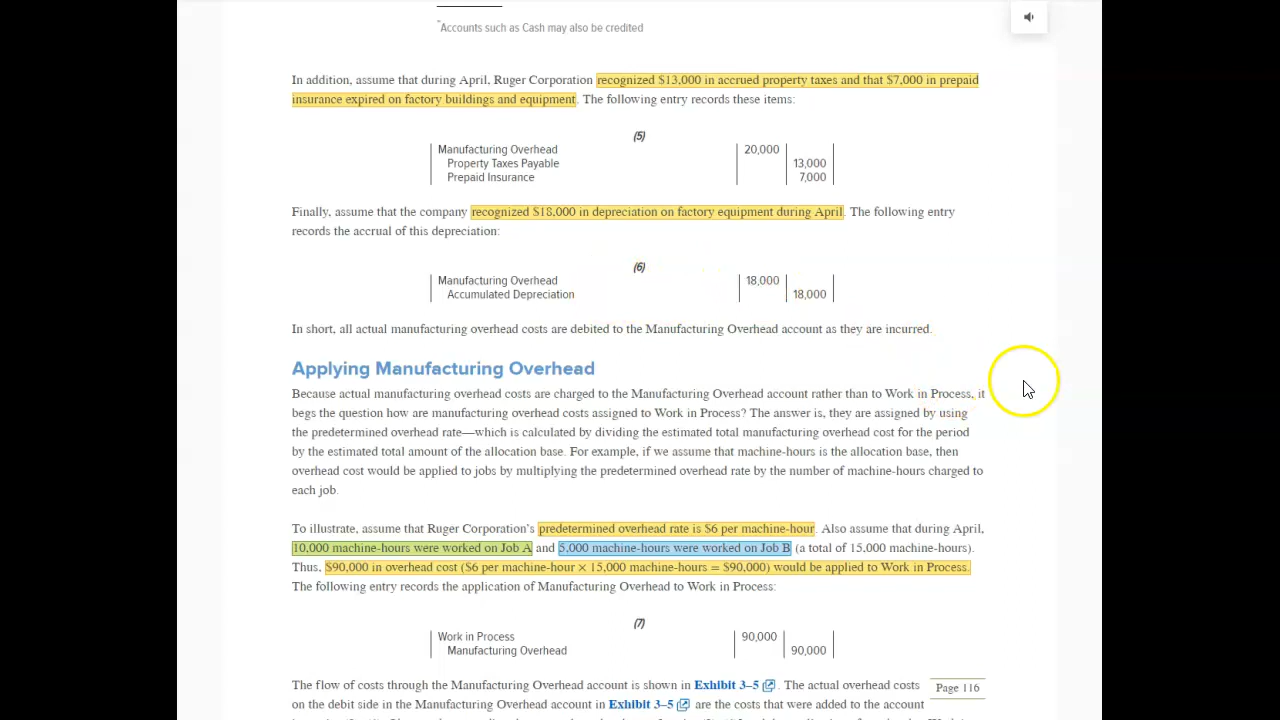 *Accounts such as Cash may also be credited
In addition, assume that during April, Ruger Corporation recognized $13,000 in accrued property taxes and that $7,000 in prepaid
insurance expired on factory buildings and equipment. The following entry records these items:
(5)
Manufacturing Overhead 20,000
Property Taxes Payable 13,000
Prepaid Insurance 7,000
Finally, assume that the company recognized $18,000 in depreciation on factory equipment during April. The following entry
records the accrual of this depreciation:
(6)
Manufacturing Overhead 18,000
Accumulated Depreciation 18,000
In short, all actual manufacturing overhead costs are debited to the Manufacturing Overhead account as they are incurred.
Applying Manufacturing Overhead
Because actual manufacturing overhead costs are charged to the Manufacturing Overhead account rather than to Work in Process, it
begs the question how are manufacturing overhead costs assigned to Work in Process? The answer is, they are assigned by using
the predetermined overhead rate—which is calculated by dividing the estimated total manufacturing overhead cost for the period
by the estimated total amount of the allocation base. For example, if we assume that machine-hours is the allocation base, then
overhead cost would be applied to jobs by multiplying the predetermined overhead rate by the number of machine-hours charged to
each job.
To illustrate, assume that Ruger Corporation's predetermined overhead rate is $6 per machine-hour. Also assume that during April,
10,000 machine-hours were worked on Job A and 5,000 machine-hours were worked on Job B (a total of 15,000 machine-hours).
Thus, $90,000 in overhead cost ($6 per machine-hour × 15,000 machine-hours = $90,000) would be applied to Work in Process.
The following entry records the application of Manufacturing Overhead to Work in Process:
(7)
Work in Process 90,000
Manufacturing Overhead 90,000
The flow of costs through the Manufacturing Overhead account is shown in Exhibit 3–5. The actual overhead costs
Page 116
on the debit side in the Manufacturing Overhead account in Exhibit 3–5 are the costs that were added to the account